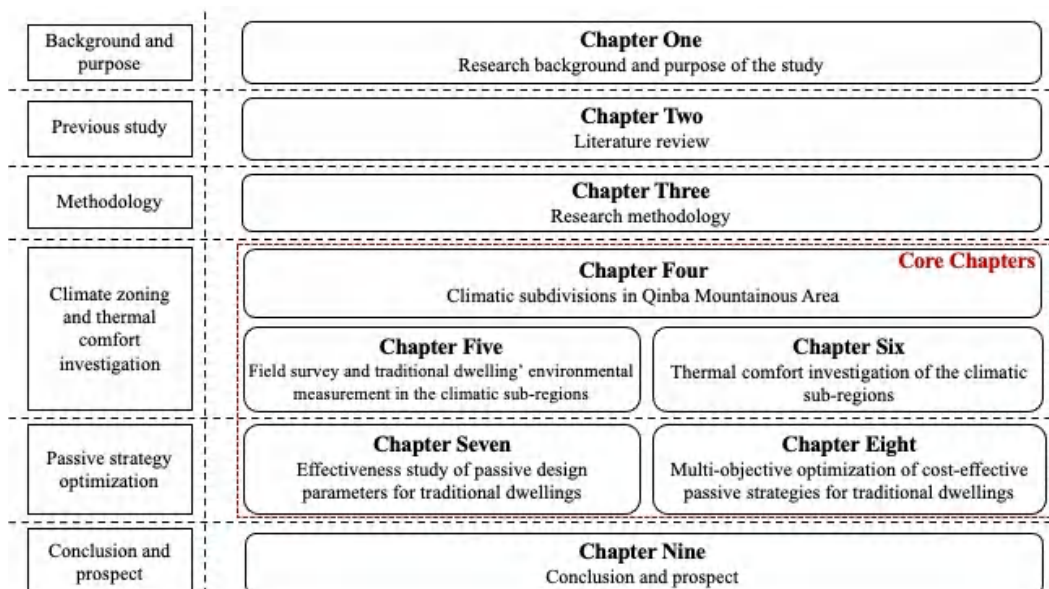 Background and
purpose
Chapter One
Research background and purpose of the study
Previous study
Chapter Two
Literature review
Methodology
Chapter Three
Research methodology
Climate zoning
and thermal
comfort
investigation
Core Chapters
Chapter Four
Climatic subdivisions in Qinba Mountainous Area
Chapter Five
Field survey and traditional dwelling’ environmental
measurement in the climatic sub-regions
Chapter Six
Thermal comfort investigation of the climatic
sub-regions
Passive strategy
optimization
Chapter Seven
Effectiveness study of passive design
parameters for traditional dwellings
Chapter Eight
Multi-objective optimization of cost-effective
passive strategies for traditional dwellings
Conclusion and
prospect
Chapter Nine
Conclusion and prospect